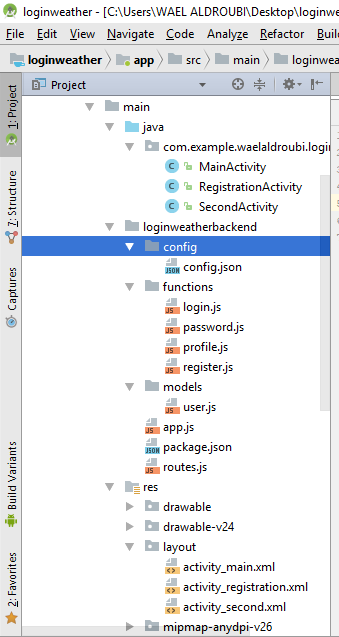 loginweather - [C:\Users\WAEL ALDROUBI\Desktop\loginwe
File Edit View Navigate Code Analyze Refactor Buil
loginweather app src main loginwea
1: Project
Project
main
java
com.example.waelaldroubi.logi
MainActivity
RegistrationActivity
SecondActivity
loginweatherbackend
config
config.json
functions
login.js
password.js
profile.js
register.js
models
user.js
app.js
package.json
routes.js
res
drawable
drawable-v24
layout
activity_main.xml
activity_registration.xml
activity_second.xml
mipmap-anydpi-v26
7: Structure
Captures
Build Variants
2: Favorites